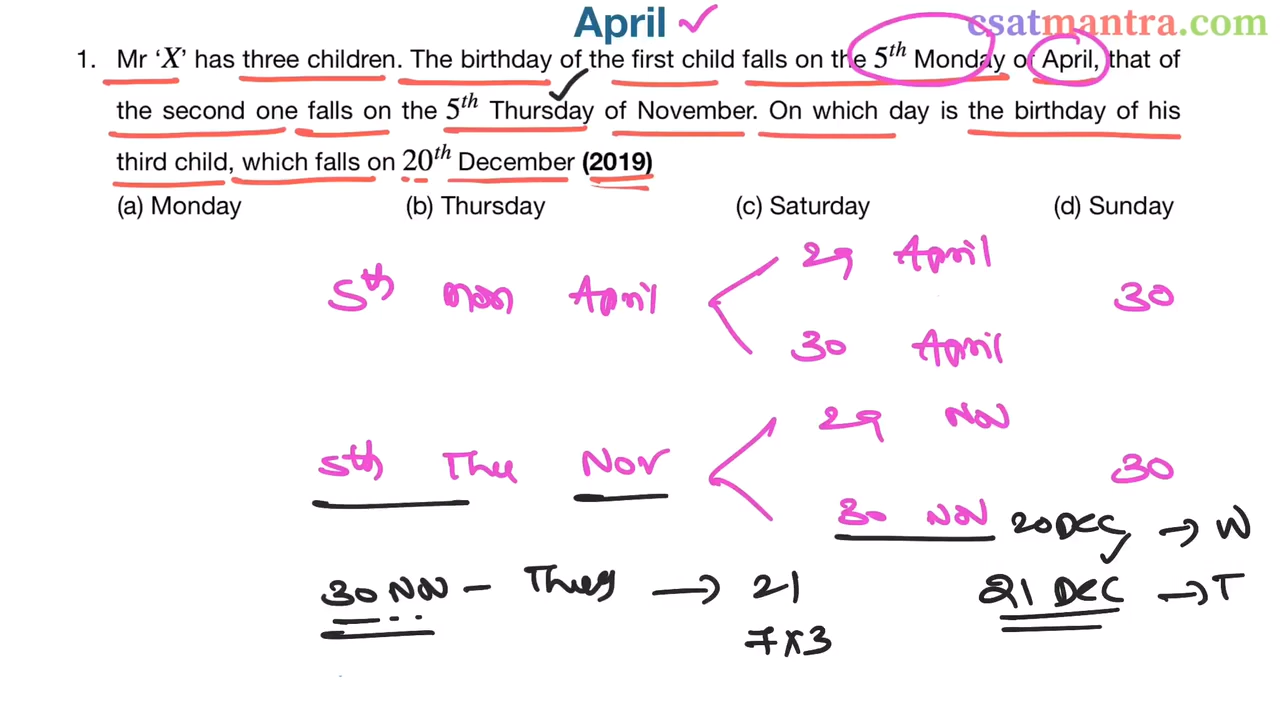 April ✓
csatmantra.com
1. Mr ‘X’ has three children. The birthday of the first child falls on the 5th Monday of April, that of
the second one falls on the 5th Thursday of November. On which day is the birthday of his
third child, which falls on 20th December (2019)
(a) Monday (b) Thursday (c) Saturday (d) Sunday
29 April
5th mon April 30
30 April
29 Nov
5th Thu Nov 30
30 Nov 20 DEC → W
30 Nov – Thus → 21 21 DEC → T
7x3